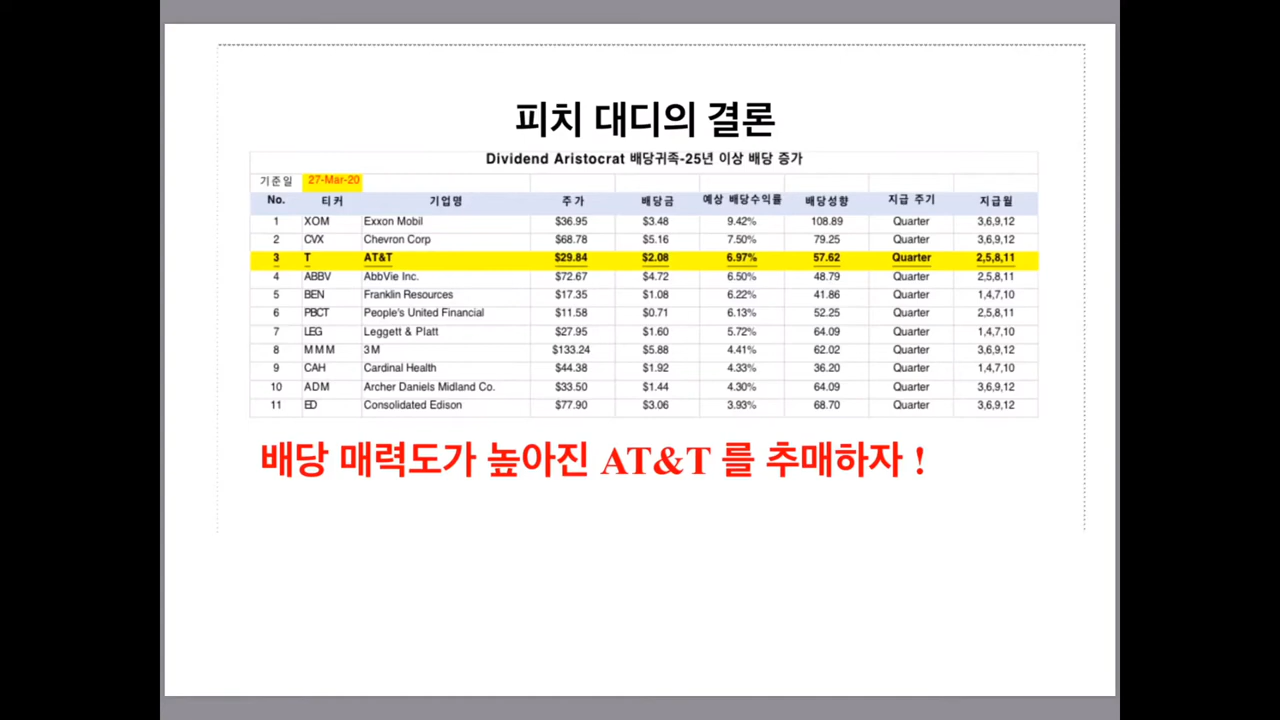 피치 대디의 결론
Dividend Aristocrat 배당귀족-25년 이상 배당 증가
기준일 27-Mar-20
No. 티커 기업명 주가 배당금 예상 배당수익률 배당성향 지급 주기 지급월
1 XOM Exxon Mobil $36.95 $3.48 9.42% 108.89 Quarter 3,6,9,12
2 CVX Chevron Corp $68.78 $5.16 7.50% 79.25 Quarter 3,6,9,12
3 T AT&T $29.84 $2.08 6.97% 57.62 Quarter 2,5,8,11
4 ABBV AbbVie Inc. $72.67 $4.72 6.50% 48.79 Quarter 2,5,8,11
5 BEN Franklin Resources $17.35 $1.08 6.22% 41.86 Quarter 1,4,7,10
6 PBCT People's United Financial $11.58 $0.71 6.13% 52.25 Quarter 2,5,8,11
7 LEG Leggett & Platt $27.95 $1.60 5.72% 64.09 Quarter 1,4,7,10
8 MMM 3M $133.24 $5.88 4.41% 62.02 Quarter 3,6,9,12
9 CAH Cardinal Health $44.38 $1.92 4.33% 36.20 Quarter 1,4,7,10
10 ADM Archer Daniels Midland Co. $33.50 $1.44 4.30% 64.09 Quarter 3,6,9,12
11 ED Consolidated Edison $77.90 $3.06 3.93% 68.70 Quarter 3,6,9,12
배당 매력도가 높아진 AT&T 를 추매하자 !